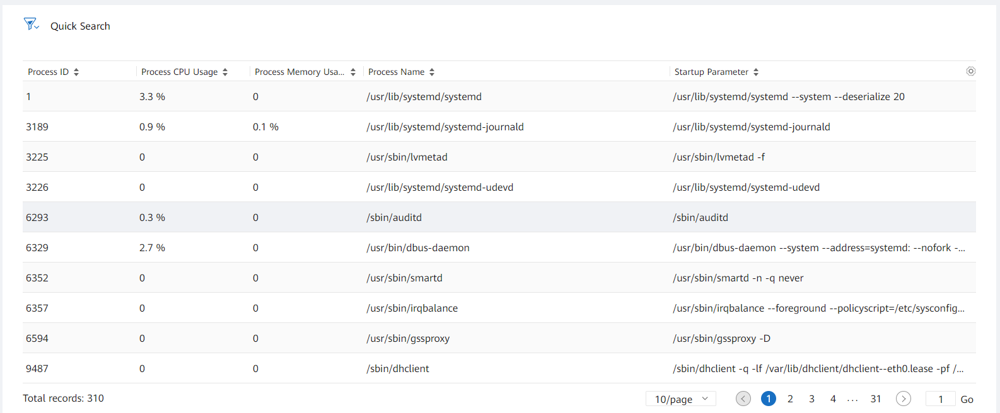 Quick Search
Process ID Process CPU Usage Process Memory Usa... Process Name Startup Parameter
1 3.3 % 0 /usr/lib/systemd/systemd /usr/lib/systemd/systemd --system --deserialize 20
3189 0.9 % 0.1 % /usr/lib/systemd/systemd-journald /usr/lib/systemd/systemd-journald
3225 0 0 /usr/sbin/lvmetad /usr/sbin/lvmetad -f
3226 0 0 /usr/lib/systemd/systemd-udevd /usr/lib/systemd/systemd-udevd
6293 0.3 % 0 /sbin/auditd /sbin/auditd
6329 2.7 % 0 /usr/bin/dbus-daemon /usr/bin/dbus-daemon --system --address=systemd: --nofork -...
6352 0 0 /usr/sbin/smartd /usr/sbin/smartd -n -q never
6357 0 0 /usr/sbin/irqbalance /usr/sbin/irqbalance --foreground --policyscript=/etc/sysconfig...
6594 0 0 /usr/sbin/gssproxy /usr/sbin/gssproxy -D
9487 0 0 /sbin/dhclient /sbin/dhclient -q -lf /var/lib/dhclient/dhclient--eth0.lease -pf /...
Total records: 310 10/page 1 2 3 4 ... 31 1 Go